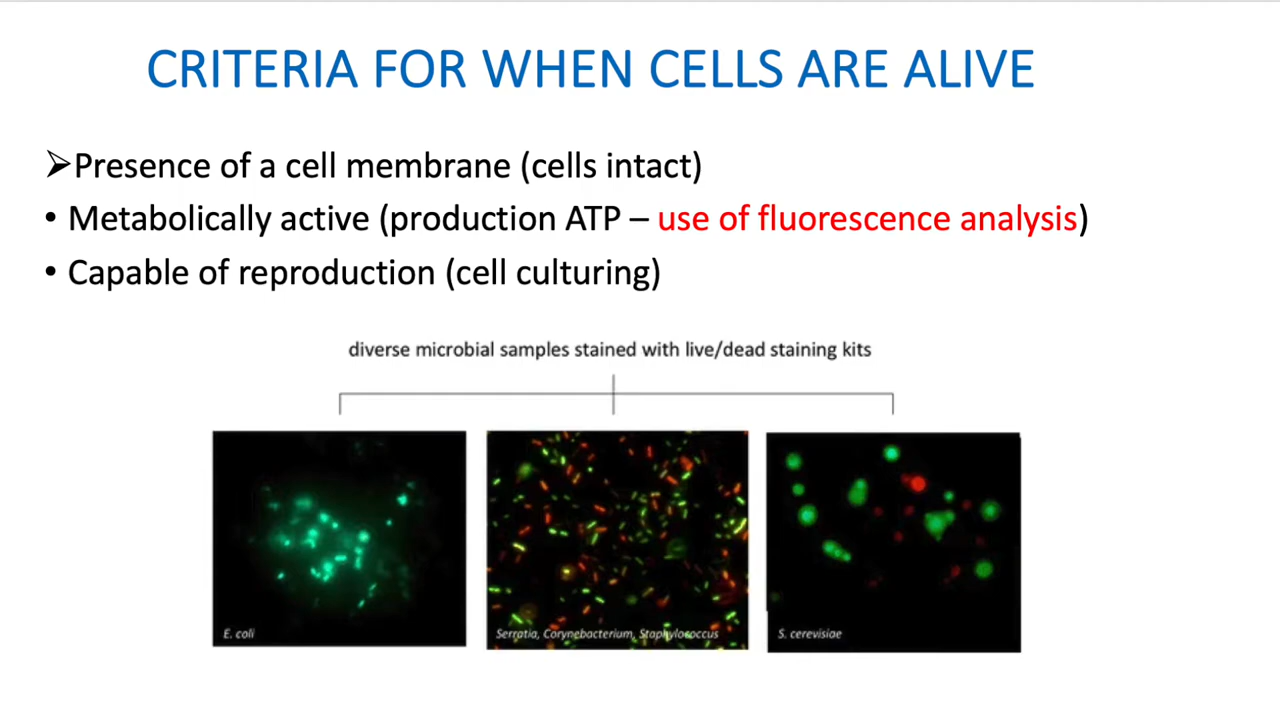 CRITERIA FOR WHEN CELLS ARE ALIVE
➢Presence of a cell membrane (cells intact)
• Metabolically active (production ATP – use of fluorescence analysis)
• Capable of reproduction (cell culturing)
diverse microbial samples stained with live/dead staining kits
E. coli
Serratia, Corynebacterium, Staphylococcus
S. cerevisiae